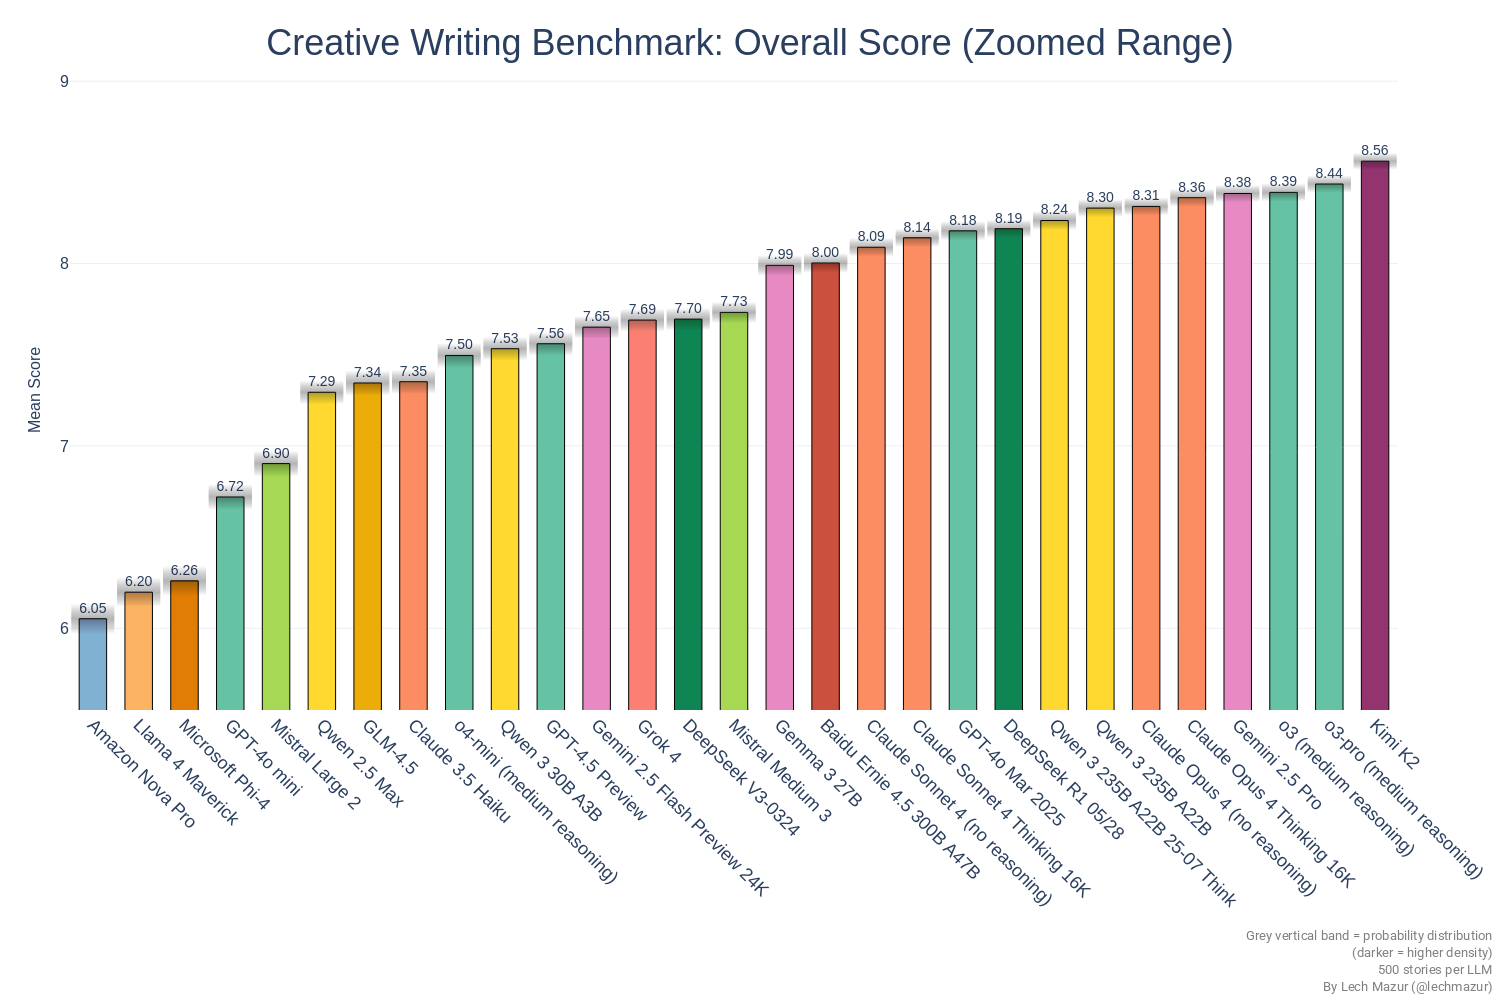 Creative Writing Benchmark: Overall Score (Zoomed Range)
9
8
7
6
Mean Score
6.05
6.20
6.26
6.72
6.90
7.29
7.34
7.35
7.50
7.53
7.56
7.65
7.69
7.70
7.73
7.99
8.00
8.09
8.14
8.18
8.19
8.24
8.30
8.31
8.36
8.38
8.39
8.44
8.56
Amazon Nova Pro
Llama 4 Maverick
Microsoft Phi-4
GPT-4o mini
Mistral Large 2
Qwen 2.5 Max
GLM-4.5
Claude 3.5 Haiku
o4-mini (medium reasoning)
Qwen 3 30B A3B
GPT-4.5 Preview
Gemini 2.5 Flash Preview 24K
Grok 4
DeepSeek V3-0324
Mistral Medium 3
Gemma 3 27B
Baidu Ernie 4.5 300B A47B
Claude Sonnet 4 (no reasoning)
Claude Sonnet 4 Thinking 16K
GPT-4o Mar 2025
DeepSeek R1 05/28
Qwen 3 235B A22B 25-07 Think
Qwen 3 235B A22B
Claude Opus 4 (no reasoning)
Claude Opus 4 Thinking 16K
Gemini 2.5 Pro
o3 (medium reasoning)
o3-pro (medium reasoning)
Kimi K2
Grey vertical band = probability distribution
(darker = higher density)
500 stories per LLM
By Lech Mazur (@lechmazur)